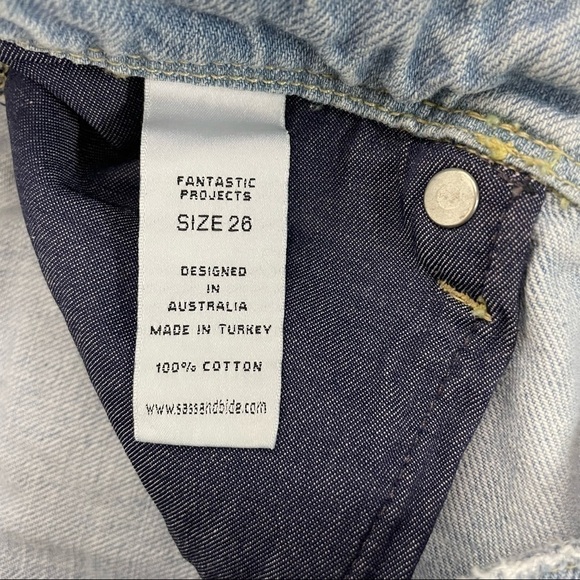 FANTASTIC
PROJECTS
SIZE 26
DESIGNED
IN
AUSTRALIA
MADE IN TURKEY
100% COTTON
www.sassandbide.com